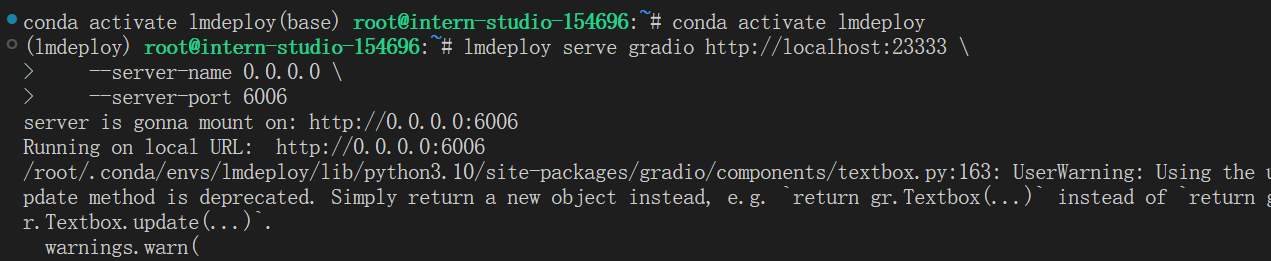 conda activate lmdeploy(base) root@intern-studio-154696:~# conda activate lmdeploy
(lmdeploy) root@intern-studio-154696:~# lmdeploy serve gradio http://localhost:23333 \
>     --server-name 0.0.0.0 \
>     --server-port 6006
server is gonna mount on: http://0.0.0.0:6006
Running on local URL:  http://0.0.0.0:6006
/root/.conda/envs/lmdeploy/lib/python3.10/site-packages/gradio/components/textbox.py:163: UserWarning: Using the u
pdate method is deprecated. Simply return a new object instead, e.g. `return gr.Textbox(...)` instead of `return g
r.Textbox.update(...)`.
  warnings.warn(